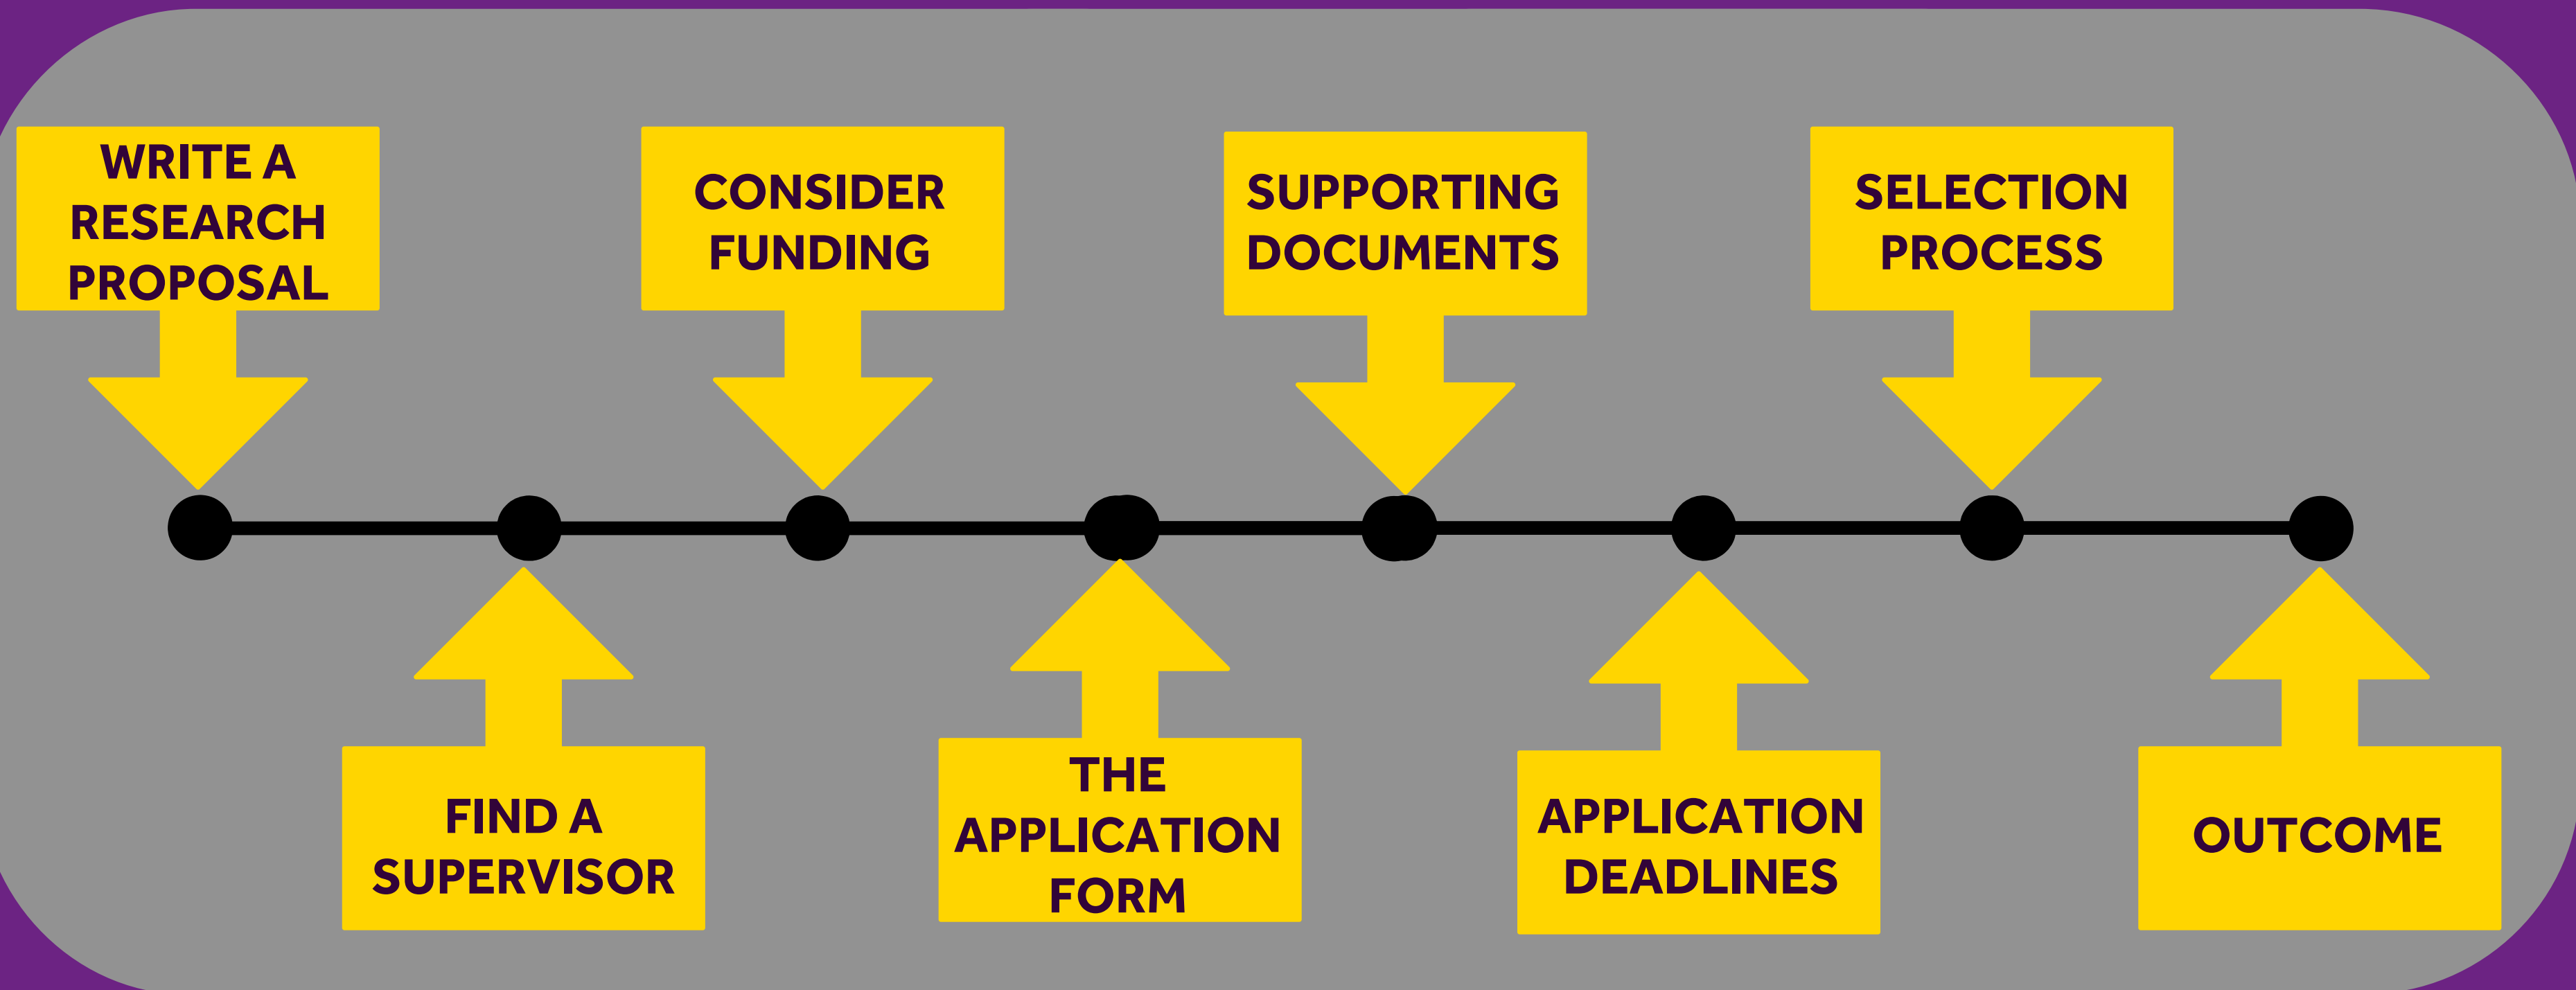 WRITE A
RESEARCH
PROPOSAL
FIND A
SUPERVISOR
CONSIDER
FUNDING
THE
APPLICATION
FORM
SUPPORTING
DOCUMENTS
APPLICATION
DEADLINES
SELECTION
PROCESS
OUTCOME